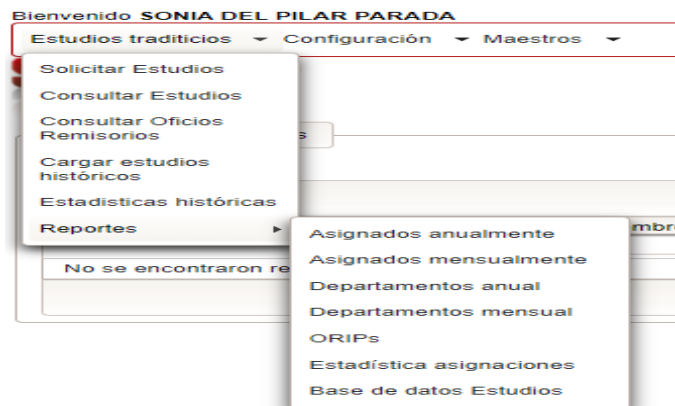 Bienvenido SONIA DEL PILAR PARADA
Estudios traditicios Configuración Maestros
Solicitar Estudios
Consultar Estudios
Consultar Oficios
Remisorios
s
Cargar estudios
históricos
Estadisticas históricas
Reportes
mbre
Asignados anualmente
Asignados mensualmente
No se encontraron re
Departamentos anual
Departamentos mensual
ORIPs
Estadística asignaciones
Base de datos Estudios